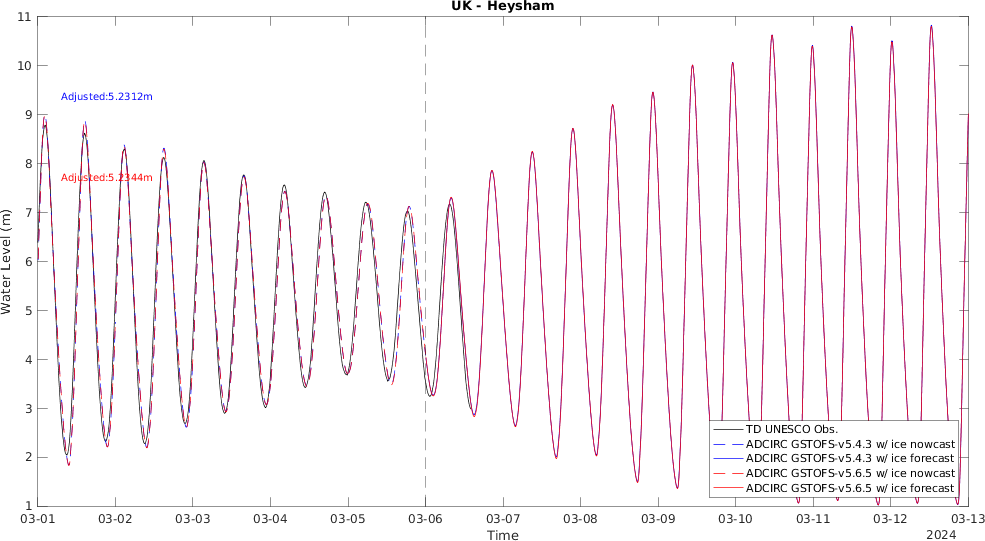 UK - Heysham
11
10
9
8
7
6
5
4
3
2
1
Water Level (m)
Adjusted:5.2312m
Adjusted:5.2344m
TD UNESCO Obs.
ADCIRC GSTOFS-v5.4.3 w/ ice nowcast
ADCIRC GSTOFS-v5.4.3 w/ ice forecast
ADCIRC GSTOFS-v5.6.5 w/ ice nowcast
ADCIRC GSTOFS-v5.6.5 w/ ice forecast
03-01 03-02 03-03 03-04 03-05 03-06 03-07 03-08 03-09 03-10 03-11 03-12 03-13
Time
2024